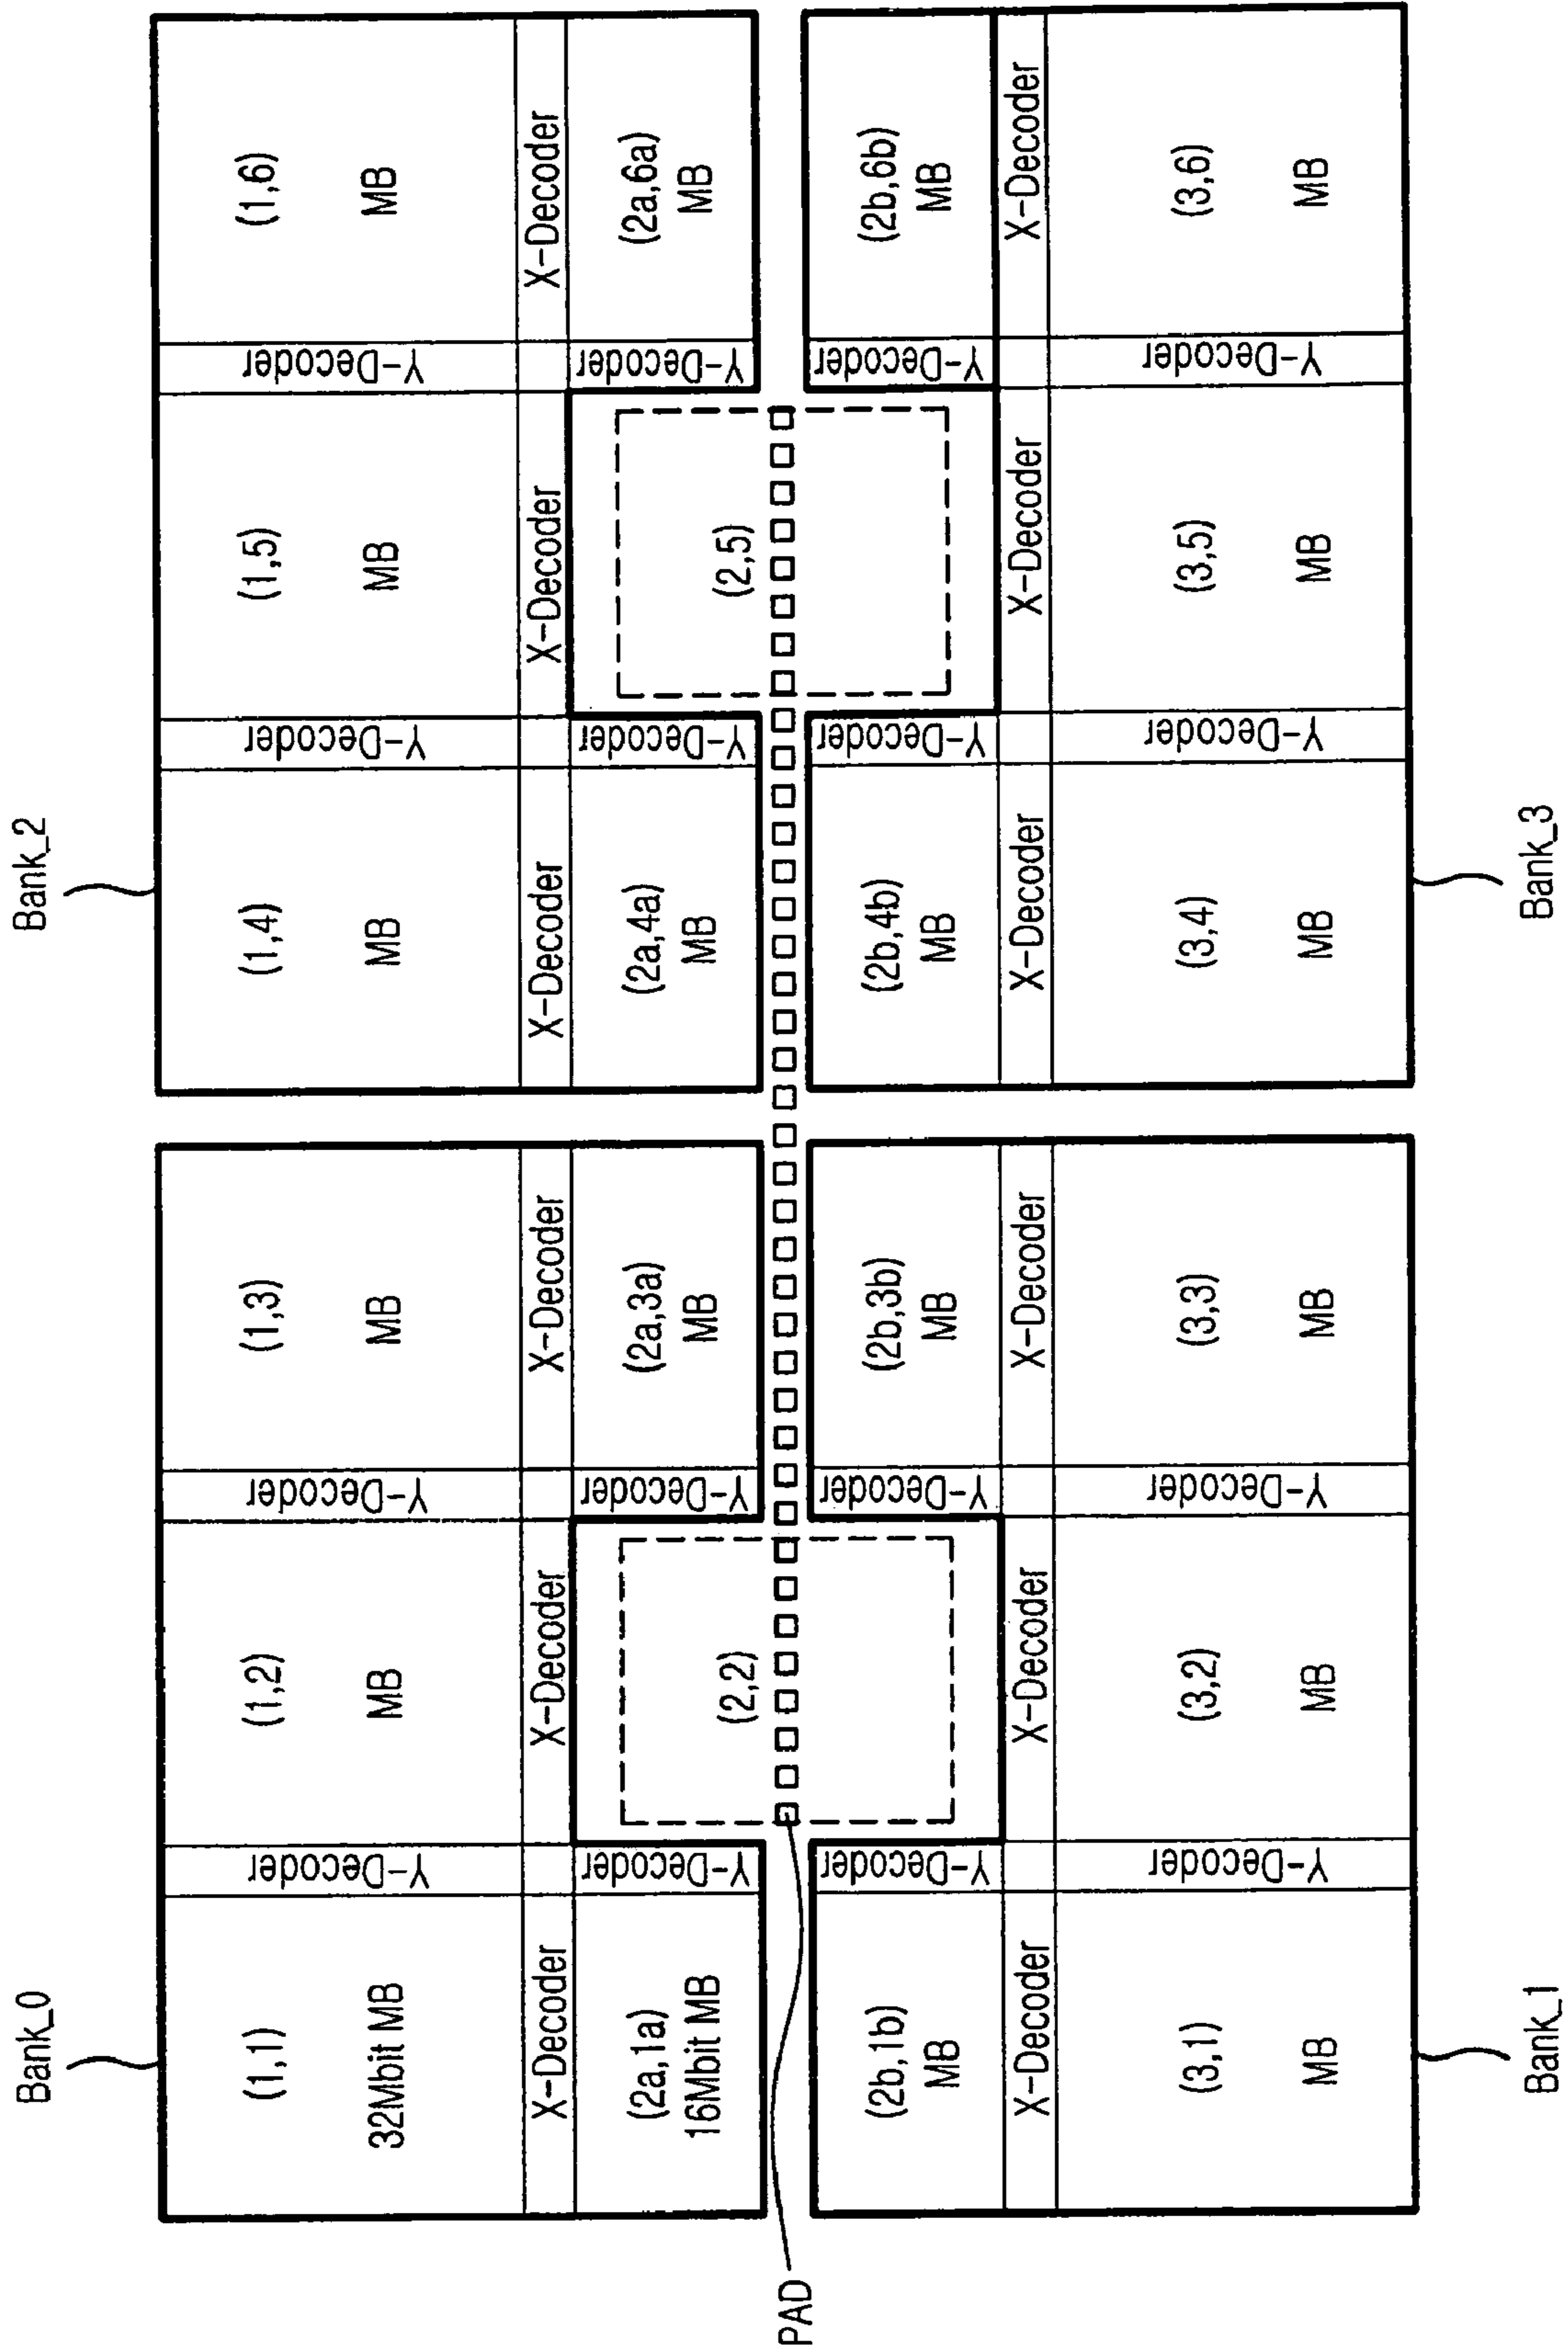 Bank_0
Bank_2
(1,1)
32Mbit MB
Y-Decoder
(1,2)
MB
Y-Decoder
(1,3)
MB
(1,4)
MB
Y-Decoder
(1,5)
MB
Y-Decoder
(1,6)
MB
X-Decoder
X-Decoder
X-Decoder
X-Decoder
X-Decoder
X-Decoder
(2a,1a)
16Mbit MB
Y-Decoder
Y-Decoder
(2a,3a)
MB
(2a,4a)
MB
Y-Decoder
Y-Decoder
(2a,6a)
MB
(2,2)
(2,5)
PAD
(2b,1b)
MB
Y-Decoder
Y-Decoder
(2b,3b)
MB
(2b,4b)
MB
Y-Decoder
Y-Decoder
(2b,6b)
MB
X-Decoder
X-Decoder
X-Decoder
X-Decoder
X-Decoder
X-Decoder
(3,1)
MB
Y-Decoder
(3,2)
MB
Y-Decoder
(3,3)
MB
(3,4)
MB
Y-Decoder
(3,5)
MB
Y-Decoder
(3,6)
MB
Bank_1
Bank_3